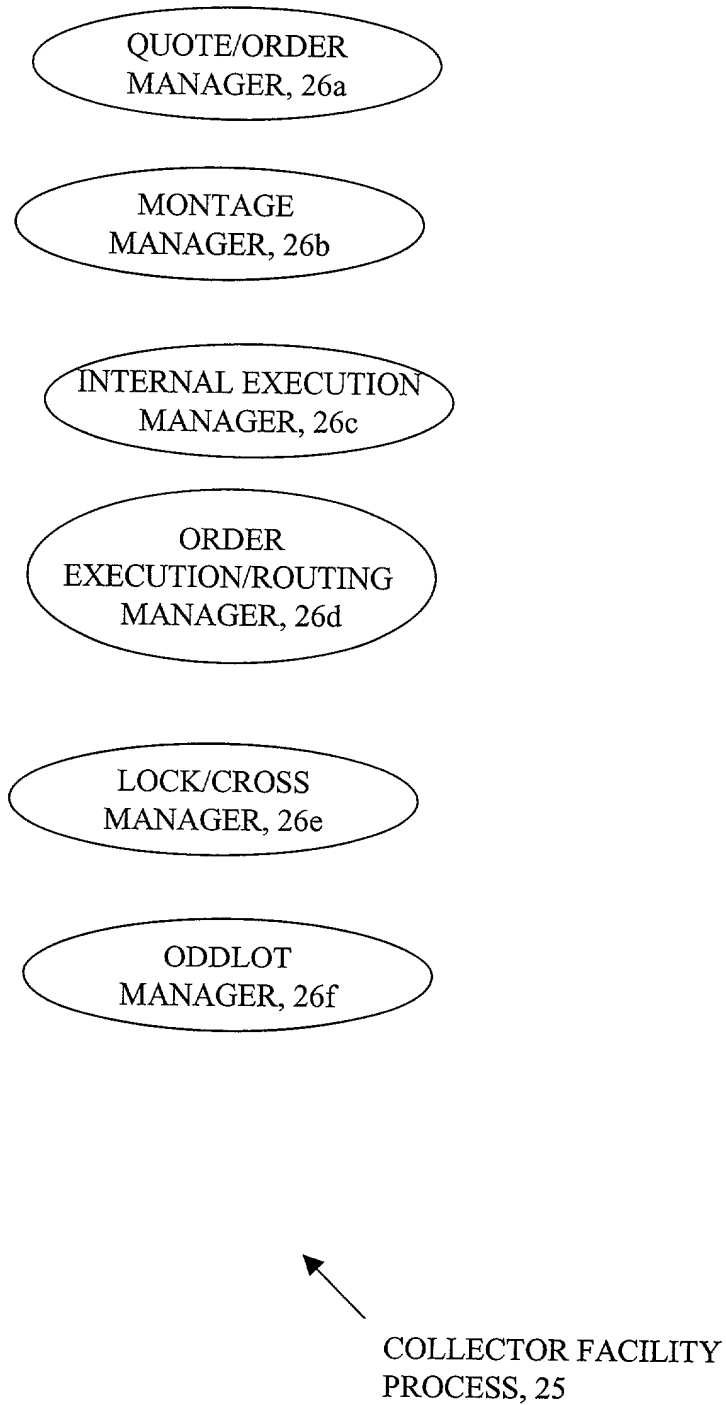 QUOTE/ORDER
MANAGER, 26a
MONTAGE
MANAGER, 26b
INTERNAL EXECUTION
MANAGER, 26c
ORDER
EXECUTION/ROUTING
MANAGER, 26d
LOCK/CROSS
MANAGER, 26e
ODDLOT
MANAGER, 26f
COLLECTOR FACILITY
PROCESS, 25